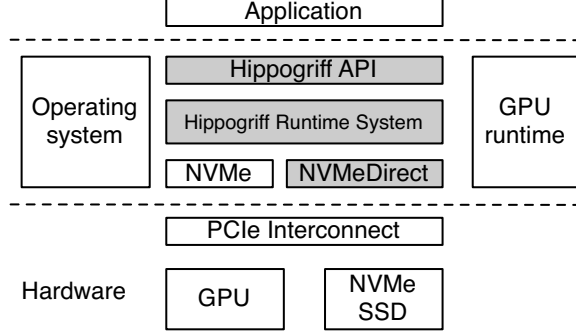 Application
Hippogriff API
Operating
system
Hippogriff Runtime System
GPU
runtime
NVMe
NVMeDirect
PCIe Interconnect
Hardware
GPU
NVMe
SSD